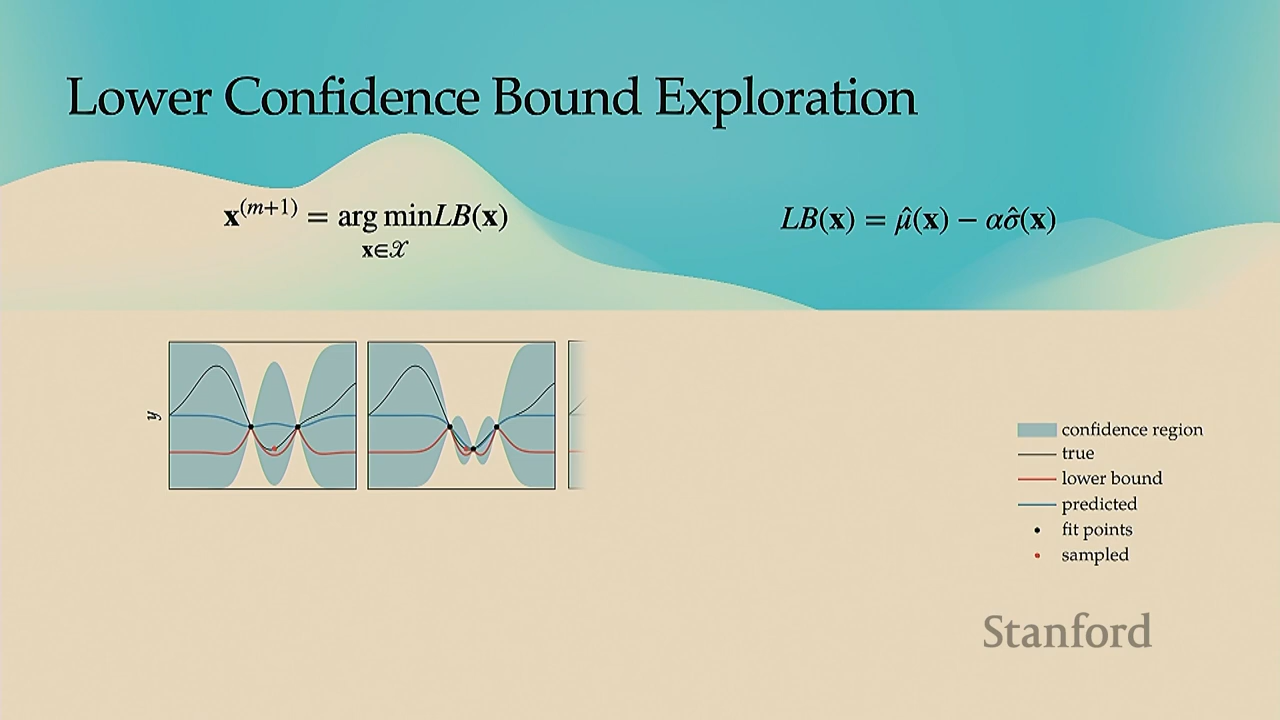 Lower Confidence Bound Exploration
x^(m+1) = arg min LB(x)
x∈𝒳
LB(x) = μ̂(x) − ασ̂(x)
y
confidence region
true
lower bound
predicted
fit points
sampled
Stanford